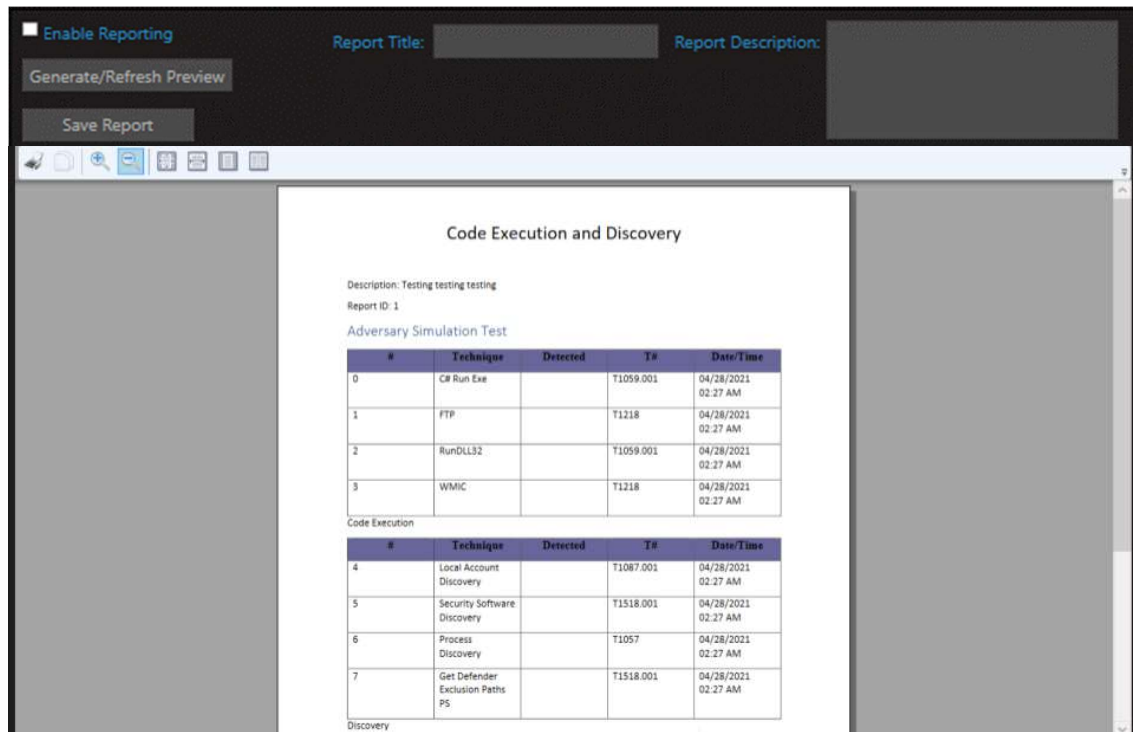 Enable Reporting
Report Title:
Report Description:
Generate/Refresh Preview
Save Report
Code Execution and Discovery
Description: Testing testing testing
Report ID: 1
Adversary Simulation Test
# Technique Detected T# Date/Time
0 C# Run Exe T1059.001 04/28/2021
02:27 AM
1 FTP T1218 04/28/2021
02:27 AM
2 RunDLL32 T1059.001 04/28/2021
02:27 AM
3 WMIC T1218 04/28/2021
02:27 AM
Code Execution
# Technique Detected T# Date/Time
4 Local Account T1087.001 04/28/2021
Discovery 02:27 AM
5 Security Software T1518.001 04/28/2021
Discovery 02:27 AM
6 Process T1057 04/28/2021
Discovery 02:27 AM
7 Get Defender T1518.001 04/28/2021
Exclusion Paths 02:27 AM
PS
Discovery